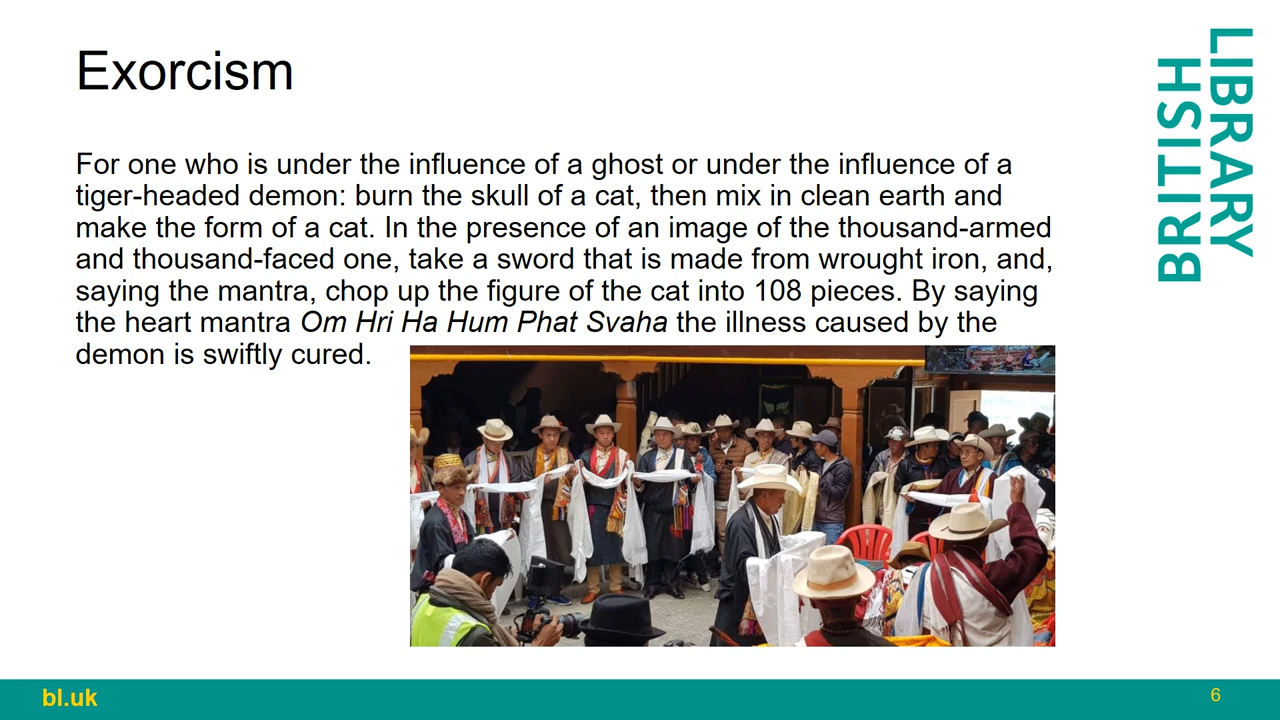 Exorcism
For one who is under the influence of a ghost or under the influence of a
tiger-headed demon: burn the skull of a cat, then mix in clean earth and
make the form of a cat. In the presence of an image of the thousand-armed
and thousand-faced one, take a sword that is made from wrought iron, and,
saying the mantra, chop up the figure of the cat into 108 pieces. By saying
the heart mantra Om Hri Ha Hum Phat Svaha the illness caused by the
demon is swiftly cured.
BRITISH
LIBRARY
bl.uk
6